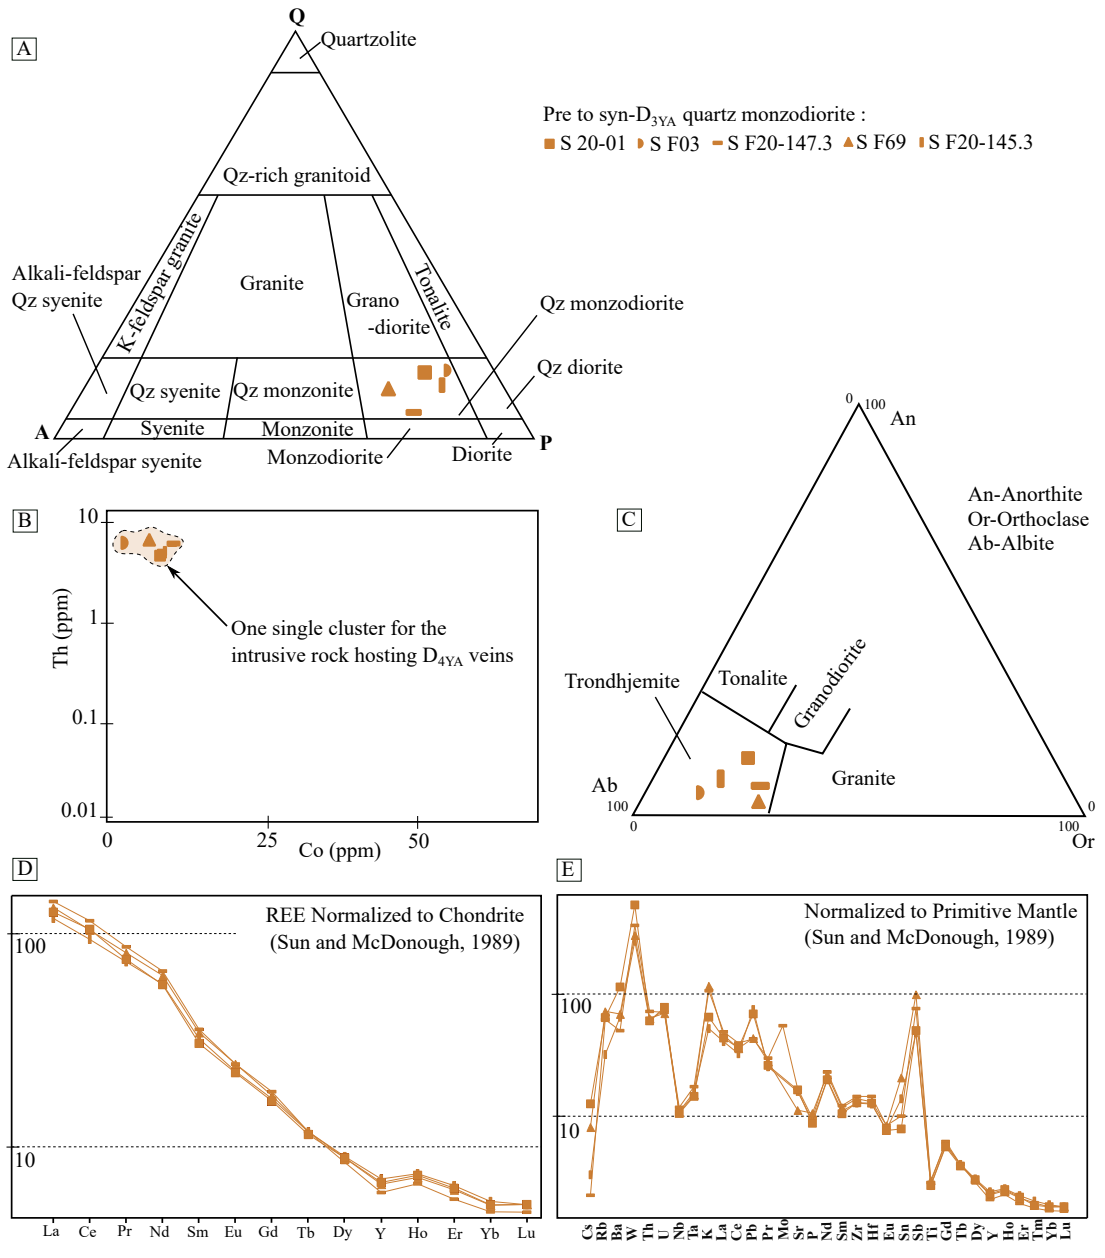 A
Q
Quartzolite
Pre to syn-D3YA quartz monzodiorite :
S 20-01 S F03 S F20-147.3 S F69 S F20-145.3
Qz-rich granitoid
K-feldspar granite
Alkali-feldspar
Qz syenite
Granite
Grano
-diorite
Tonalite
Qz monzodiorite
Qz diorite
Qz syenite
Qz monzonite
A
Syenite
Monzonite
P
Alkali-feldspar syenite
Monzodiorite
Diorite
B
10
1
0.1
0.01
Th (ppm)
0
25
50
Co (ppm)
One single cluster for the
intrusive rock hosting D4YA veins
C
0
100
An
An-Anorthite
Or-Orthoclase
Ab-Albite
Trondhjemite
Tonalite
Granodiorite
Granite
Ab
100
0
0
100
Or
D
REE Normalized to Chondrite
(Sun and McDonough, 1989)
100
10
La Ce Pr Nd Sm Eu Gd Tb Dy Y Ho Er Yb Lu
E
Normalized to Primitive Mantle
(Sun and McDonough, 1989)
100
10
Cs Rb Ba W Th U Nb Ta K La Ce Pb Pr Mo Sr P Nd Sm Zr Hf Eu Sn Sb Ti Gd Tb Dy Y Ho Er Tm Yb Lu